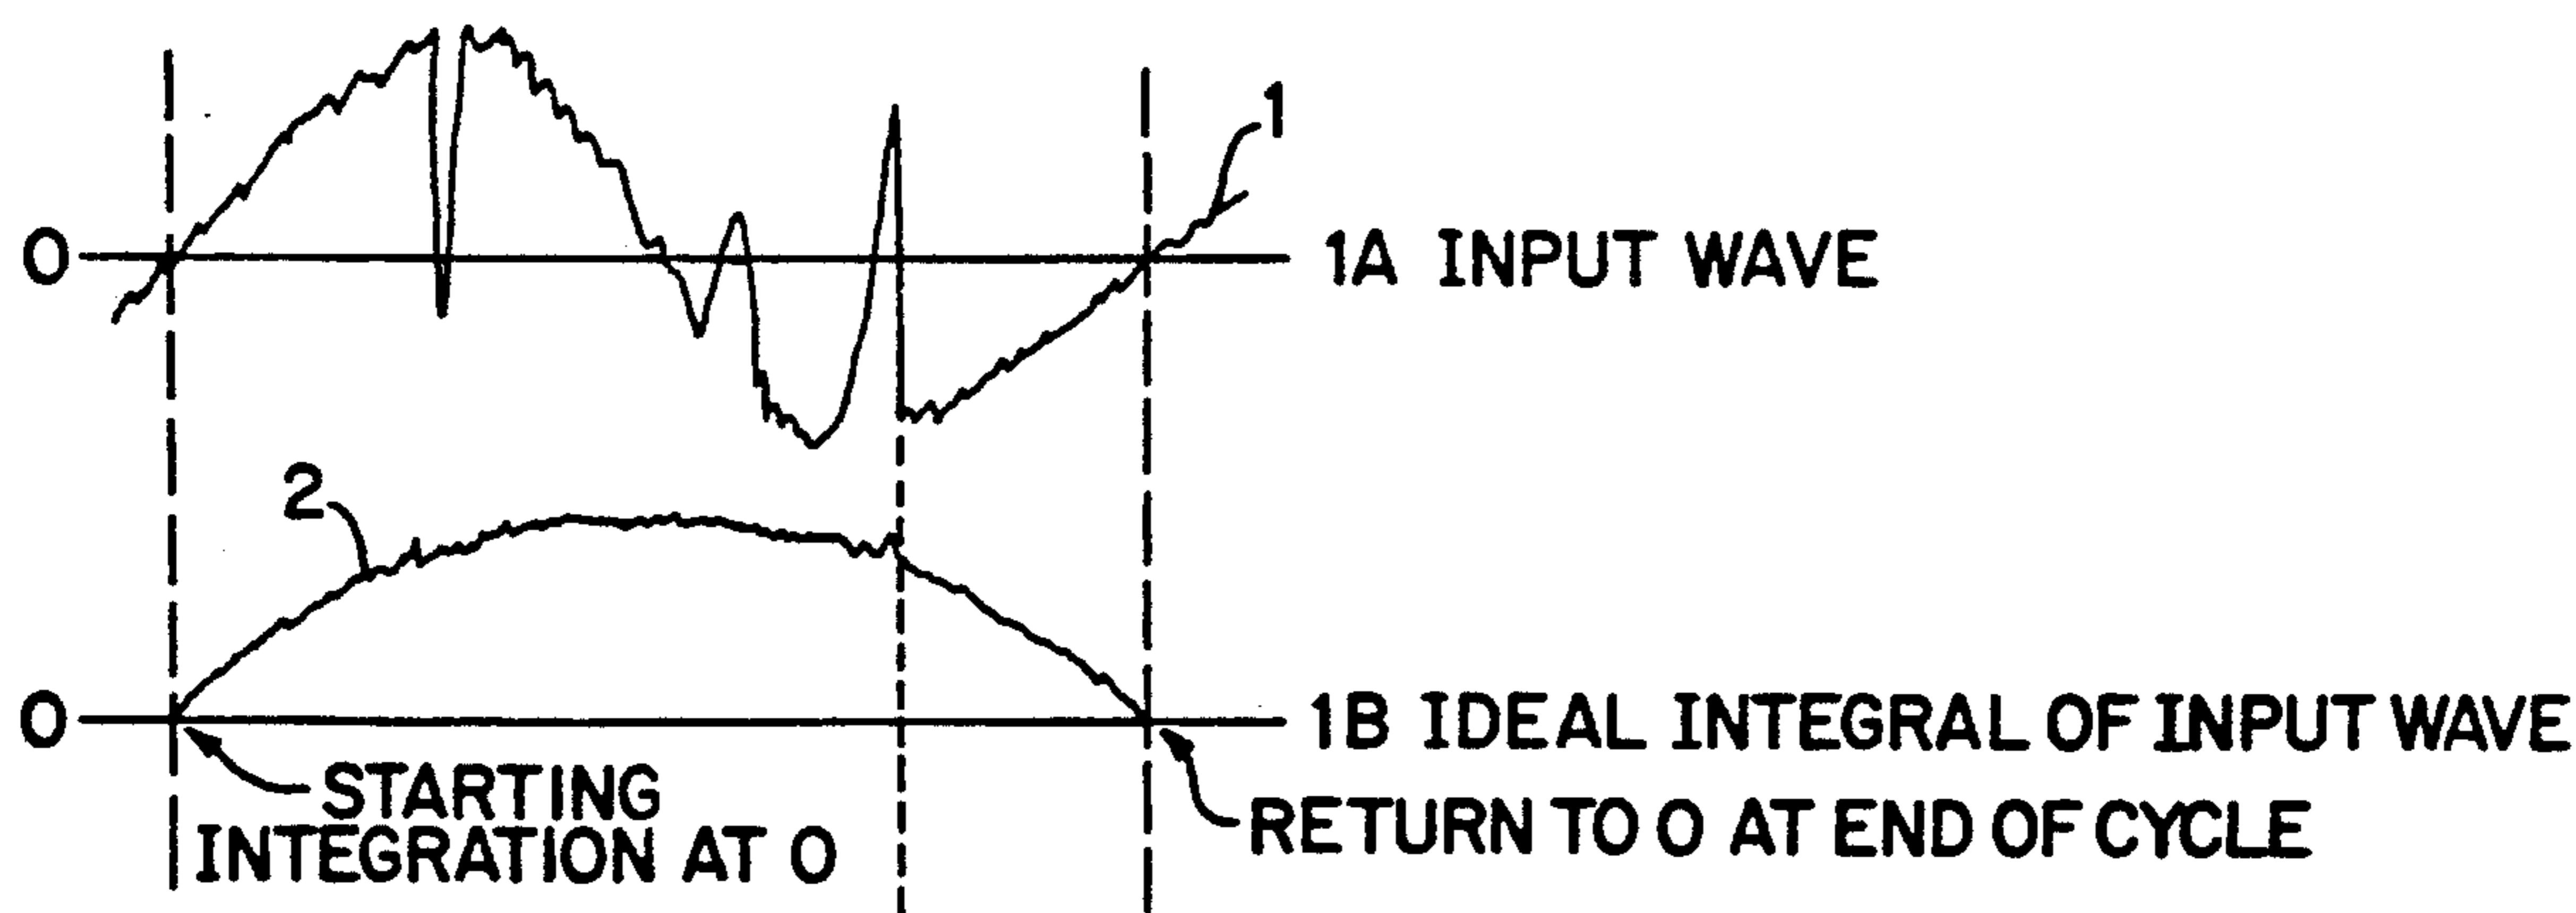 1
0
1A INPUT WAVE
2
0
1B IDEAL INTEGRAL OF INPUT WAVE
STARTING
INTEGRATION AT 0
RETURN TO 0 AT END OF CYCLE